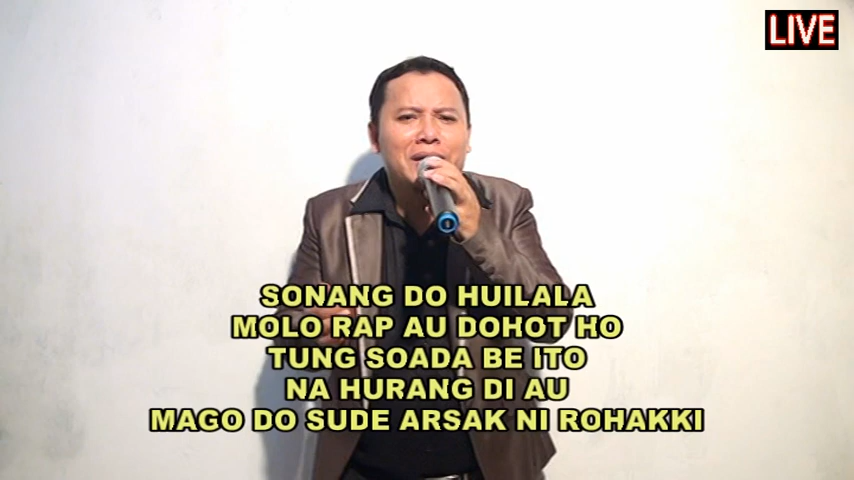 LIVE
SONANG DO HUILALA
MOLO RAP AU DOHOT HO
TUNG SOADA BE ITO
NA HURANG DI AU
MAGO DO SUDE ARSAK NI ROHAKKI